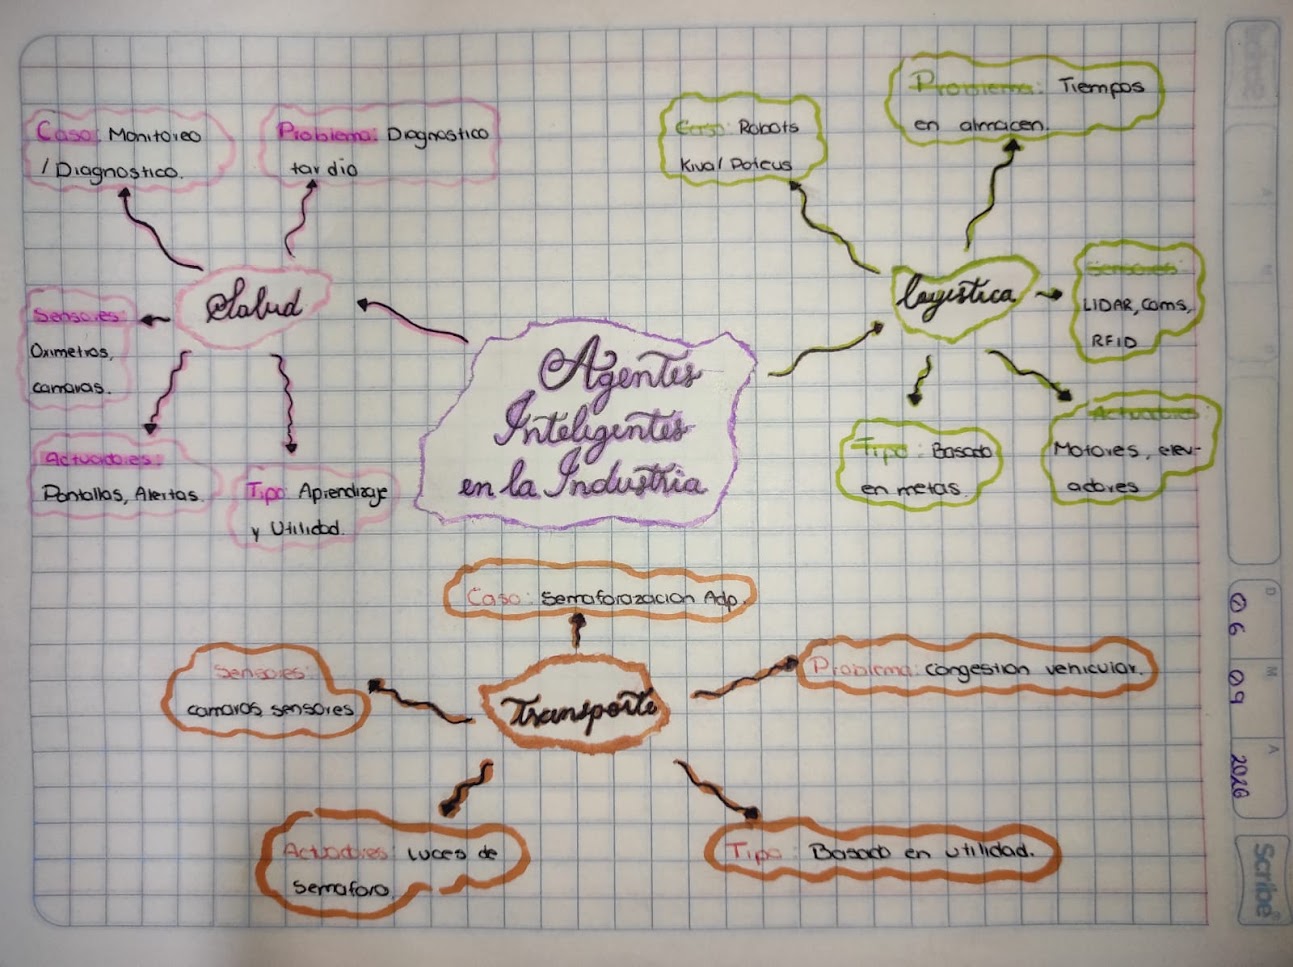 Agentes
Inteligentes
en la Industria
Salud
Caso: Monitoreo
/ Diagnostico.
Problema: Diagnostico
tardio
Sensores:
Oximetros,
camaras.
Actuadores:
Pantallas, Alertas.
Tipo: Aprendizaje
y Utilidad.
Logistica
Caso: Robots
Kiva/ Poteus
Problema: Tiempos
en almacen.
Sensores:
LIDAR, Cams,
RFID
Tipo: Basado
en metas.
Actuadores
Motores, elev-
adores
Transporte
Caso: Semaforazacion Adp.
Sensores:
camaras, sensores
Problema: congestion vehicular.
Actuadores: Luces de
Semaforo.
Tipo: Basado en utilidad.
D
06
M
09
A
2026
Scribe